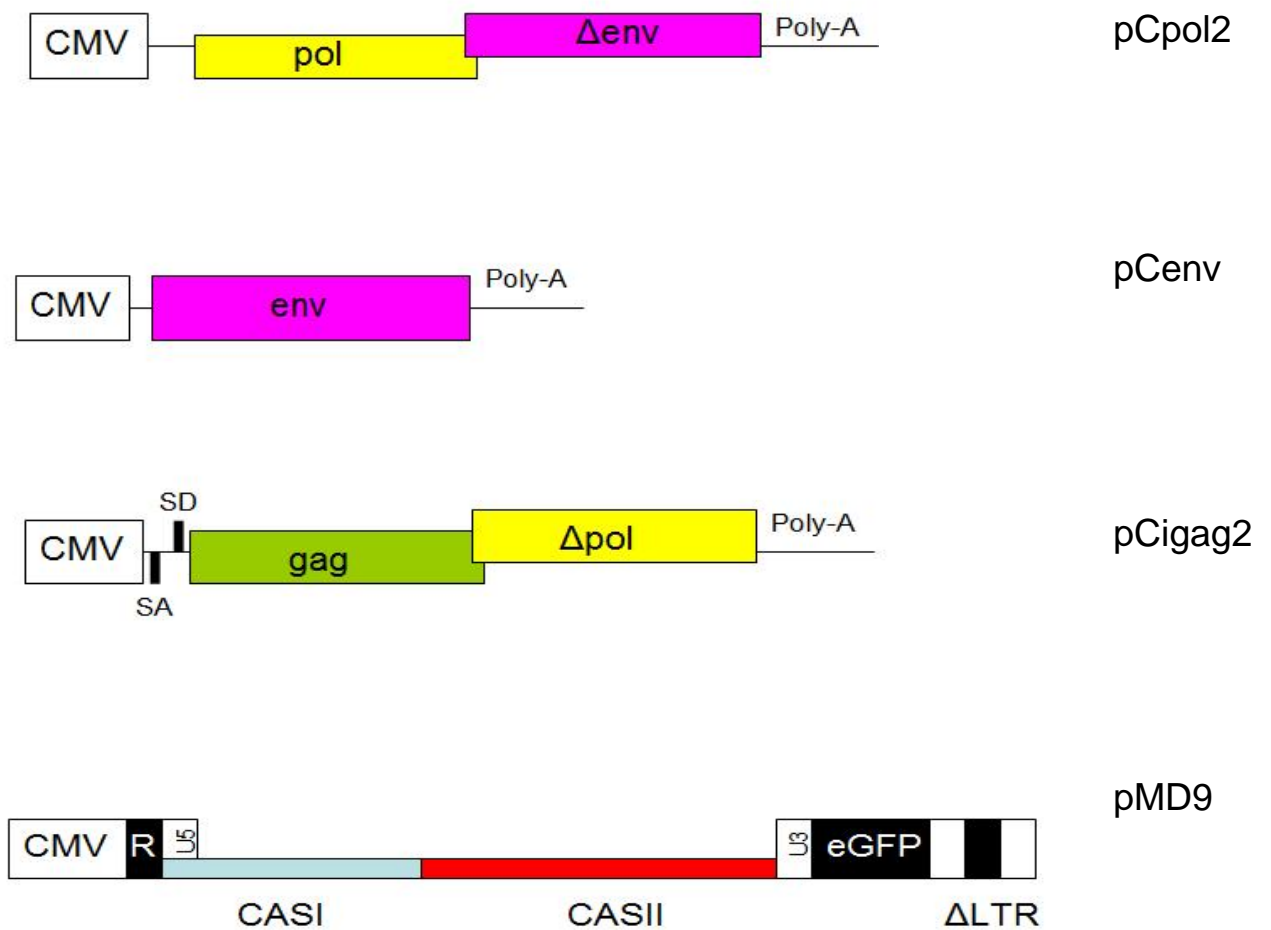 CMV pol Δenv Poly-A pCpol2
CMV env Poly-A pCenv
SD
CMV gag Δpol Poly-A pCigag2
SA
pMD9
CMV R U5 U3 eGFP
CASI CASII ΔLTR